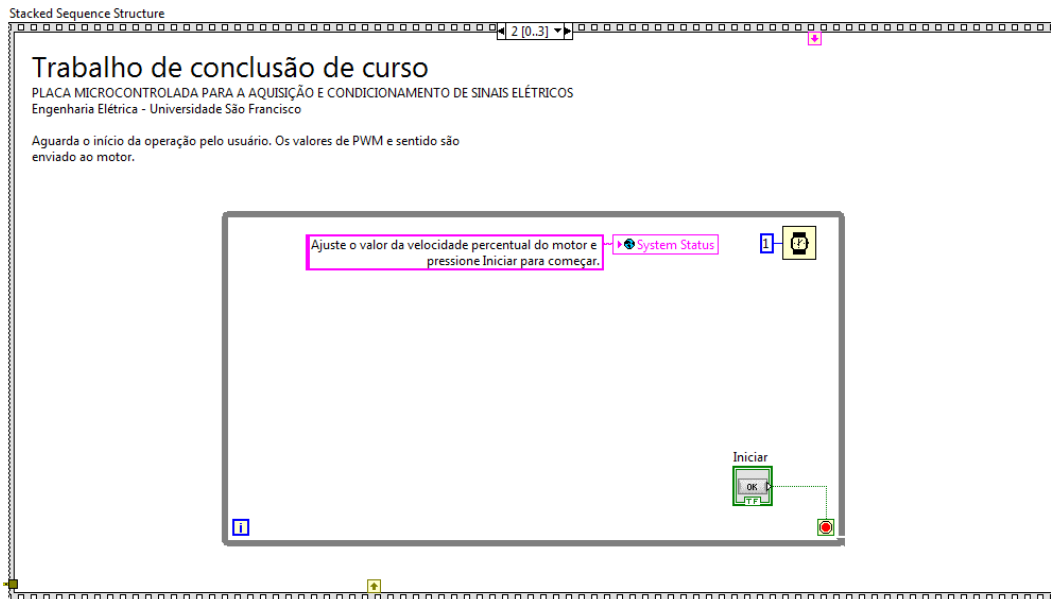 Stacked Sequence Structure
2 [0..3]
Trabalho de conclusão de curso
PLACA MICROCONTROLADA PARA A AQUISIÇÃO E CONDICIONAMENTO DE SINAIS ELÉTRICOS
Engenharia Elétrica - Universidade São Francisco
Aguarda o início da operação pelo usuário. Os valores de PWM e sentido são
enviado ao motor.
Ajuste o valor da velocidade percentual do motor e
pressione Iniciar para começar.
System Status
1
Iniciar
OK
TF
i